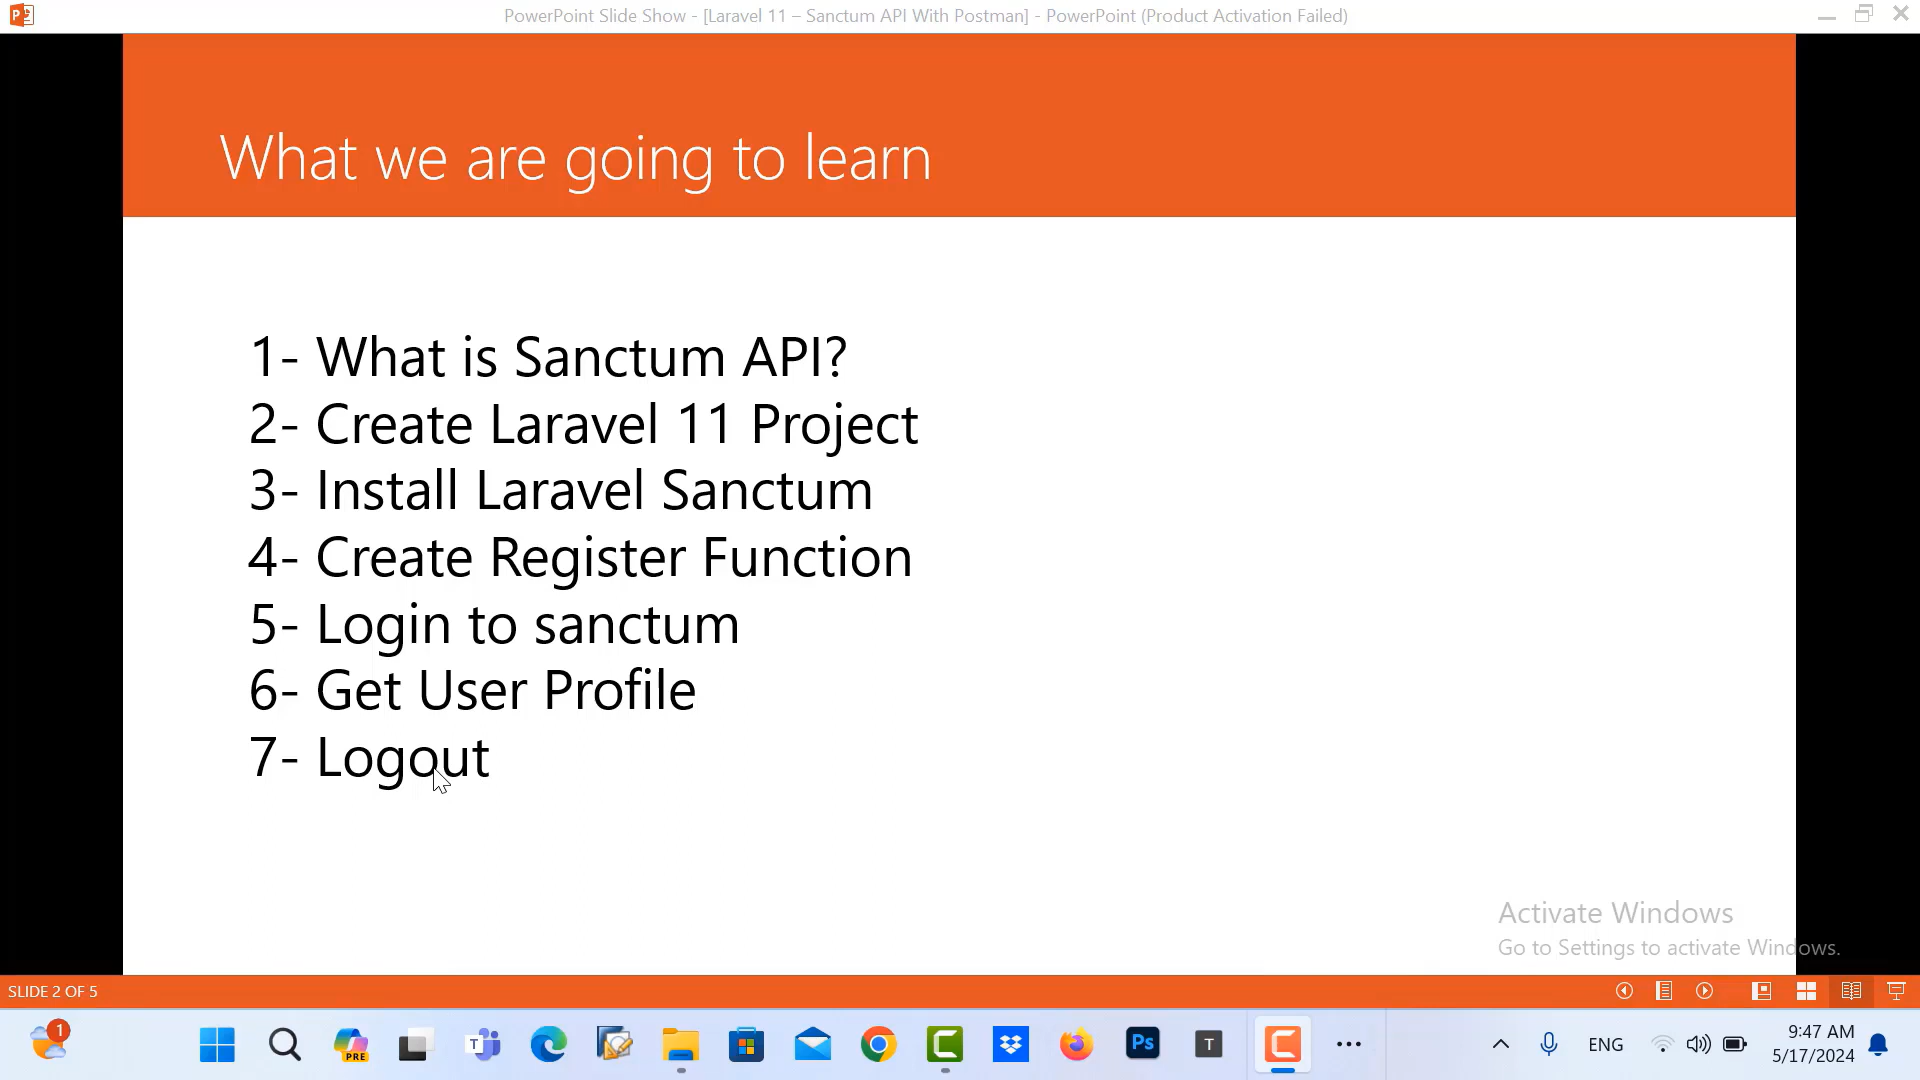 PowerPoint Slide Show - [Laravel 11 – Sanctum API With Postman] - PowerPoint (Product Activation Failed)
What we are going to learn
1- What is Sanctum API?
2- Create Laravel 11 Project
3- Install Laravel Sanctum
4- Create Register Function
5- Login to sanctum
6- Get User Profile
7- Logout
Activate Windows
Go to Settings to activate Windows.
SLIDE 2 OF 5
1
PRE
T
Ps
T
ENG
9:47 AM
5/17/2024